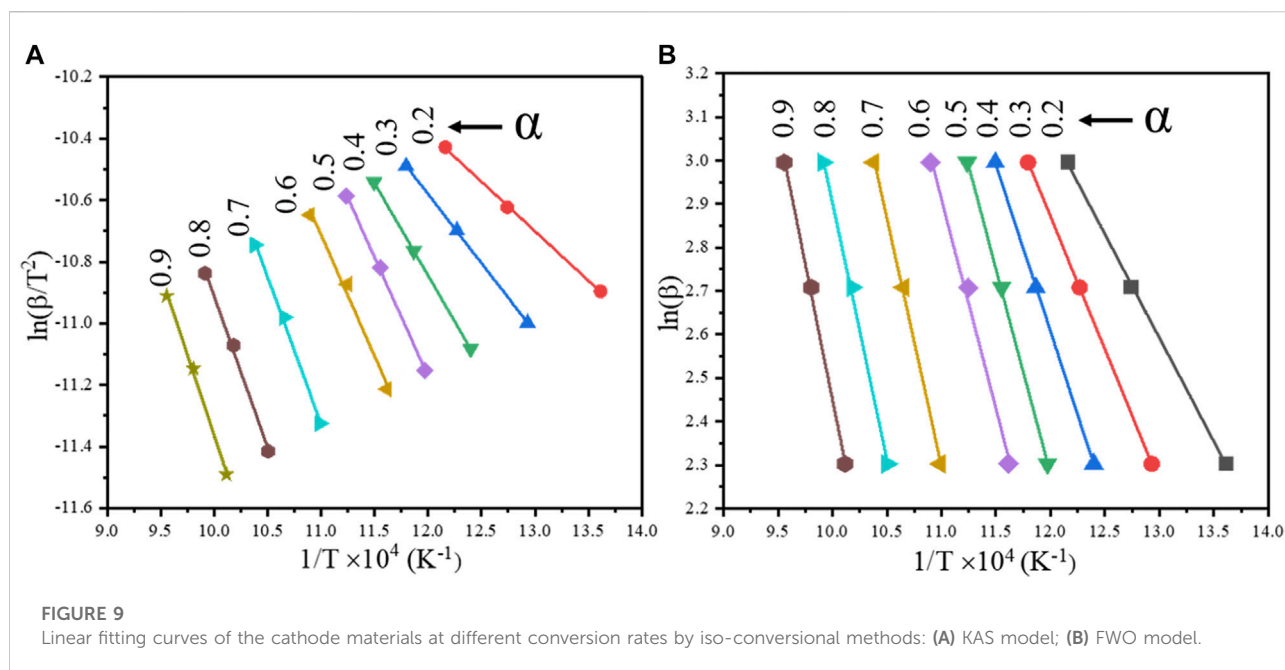 A
B
-10.2
-10.4
-10.6
-10.8
-11.0
-11.2
-11.4
-11.6
ln(β/T²)
0.9
0.8
0.7
0.6
0.5
0.4
0.3
0.2
α
9.0 9.5 10.0 10.5 11.0 11.5 12.0 12.5 13.0 13.5 14.0
1/T ×10⁴ (K⁻¹)
3.2
3.1
3.0
2.9
2.8
2.7
2.6
2.5
2.4
2.3
2.2
ln(β)
0.9
0.8
0.7
0.6
0.5
0.4
0.3
0.2
α
9.0 9.5 10.0 10.5 11.0 11.5 12.0 12.5 13.0 13.5 14.0
1/T ×10⁴ (K⁻¹)
FIGURE 9
Linear fitting curves of the cathode materials at different conversion rates by iso-conversional methods: (A) KAS model; (B) FWO model.